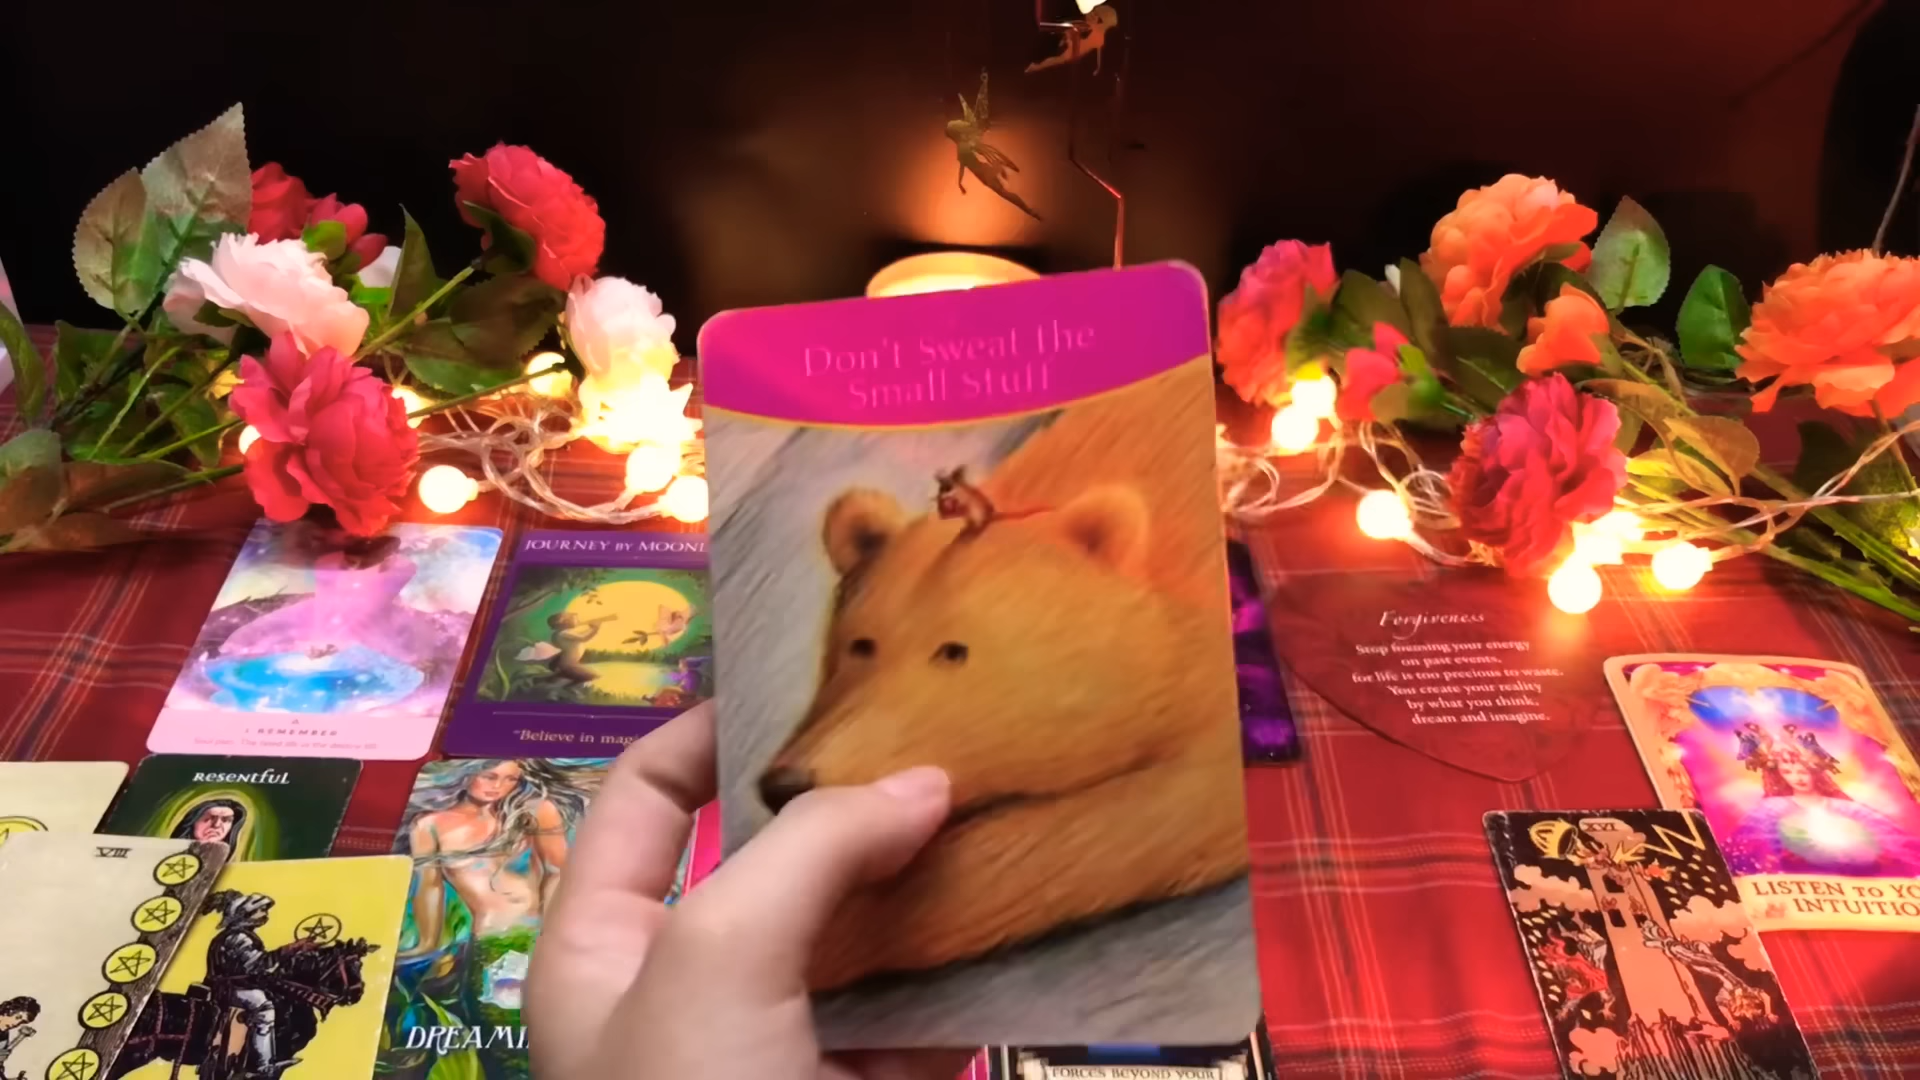 Don't Sweat the
Small Stuff
JOURNEY BY MOONL
"Believe in magi
I REMEMBER
RESENTFUL
VIII
DREAMI
Forgiveness
Stop focusing your energy
on past events,
for life is too precious to waste.
You create your reality
by what you think,
dream and imagine.
XVI
LISTEN TO YO
INTUITIO
FORCES BEYOND YOUR